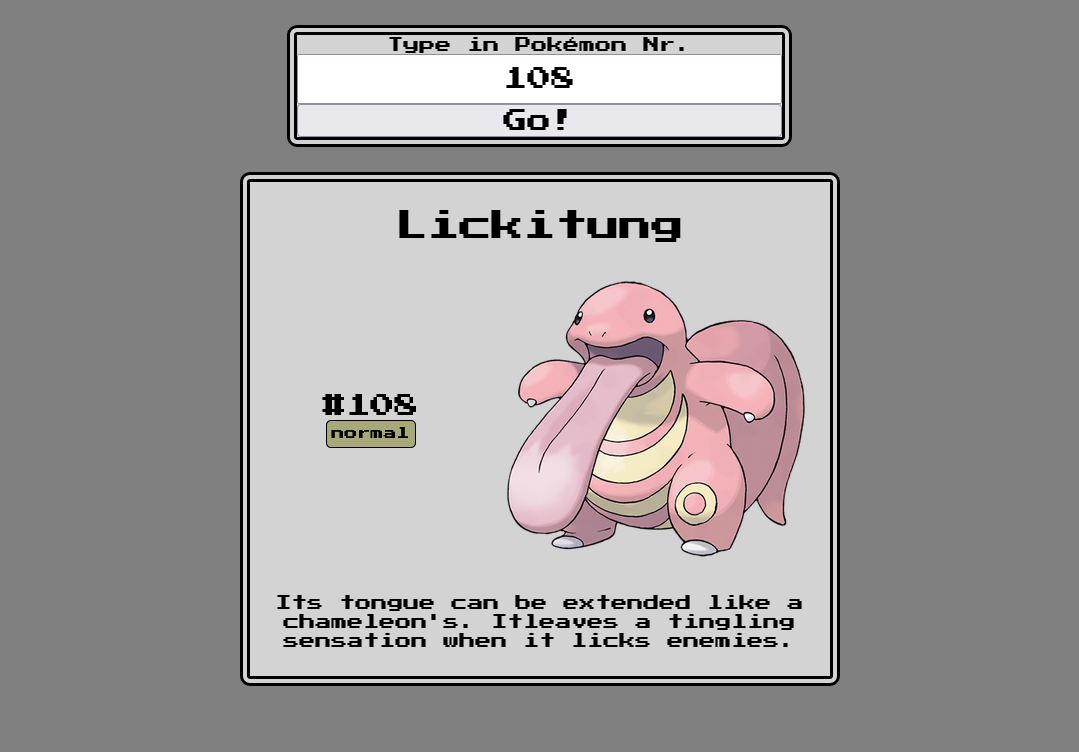 Type in Pokémon Nr.
108
Go!
Lickitung
#108
normal
Its tongue can be extended like a
chameleon's. Itleaves a tingling
sensation when it licks enemies.